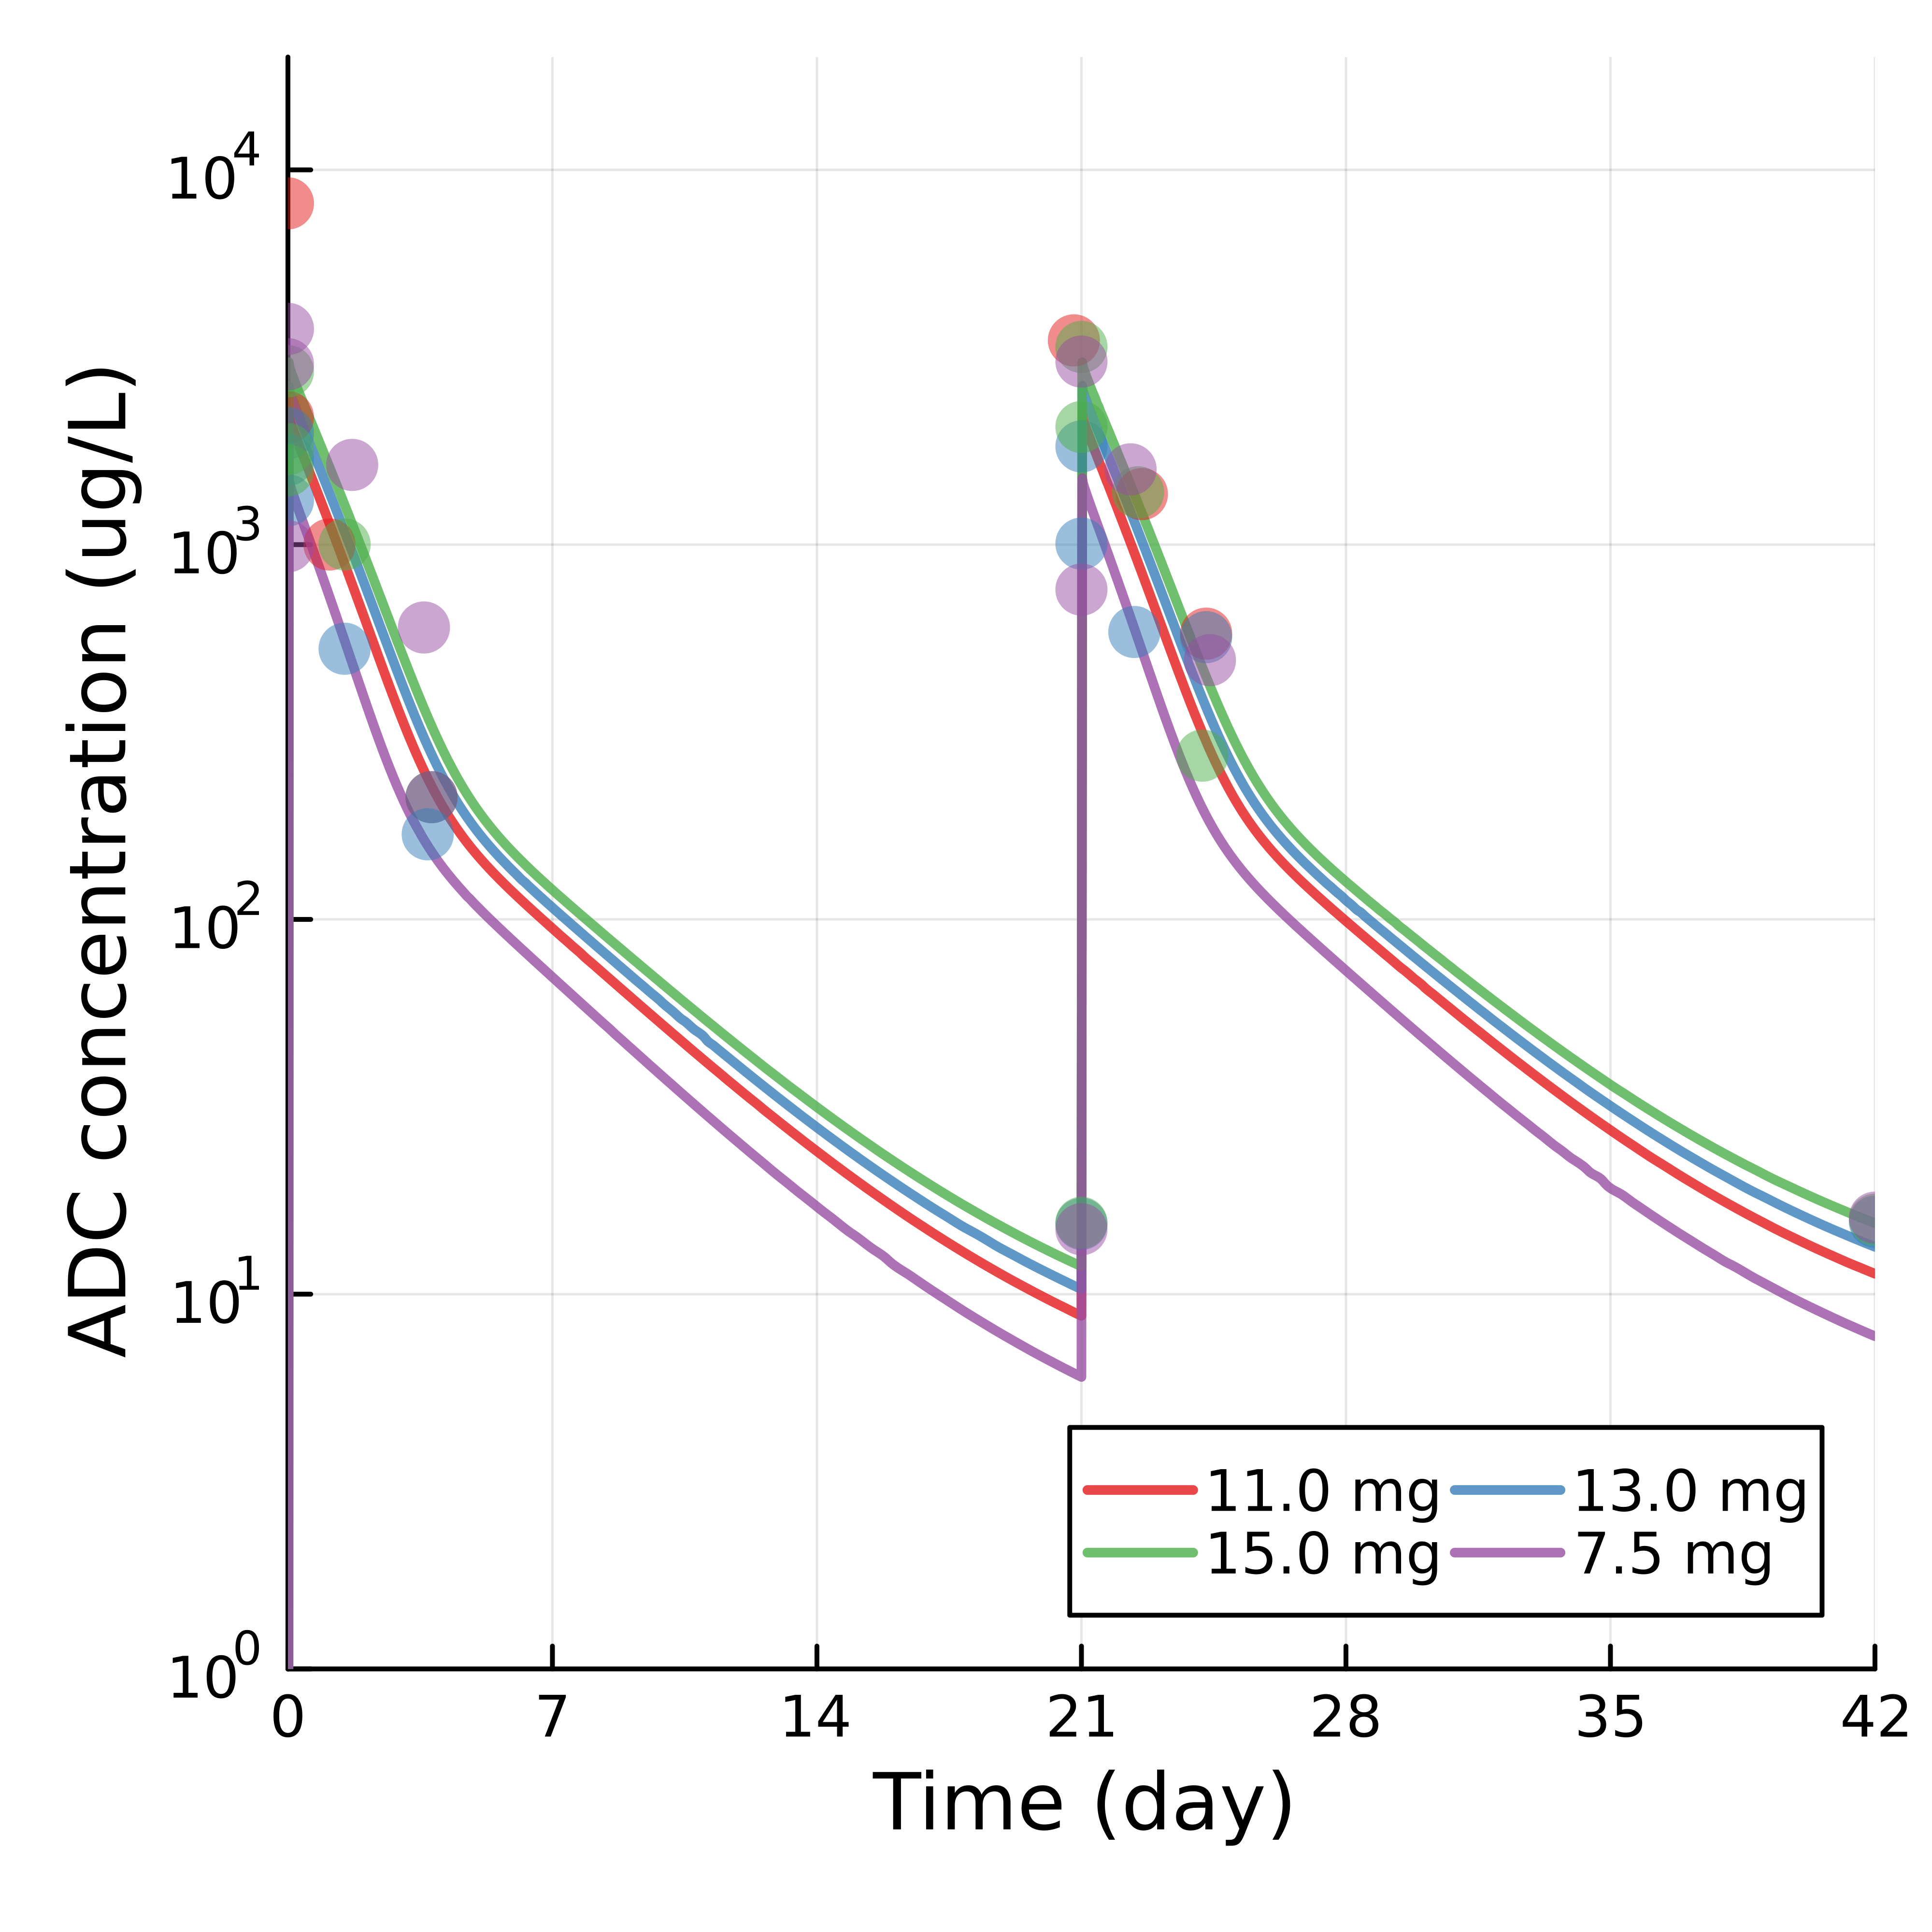 ADC concentration (ug/L)
10^4
10^3
10^2
10^1
10^0
11.0 mg 13.0 mg
15.0 mg 7.5 mg
0 7 14 21 28 35 42
Time (day)